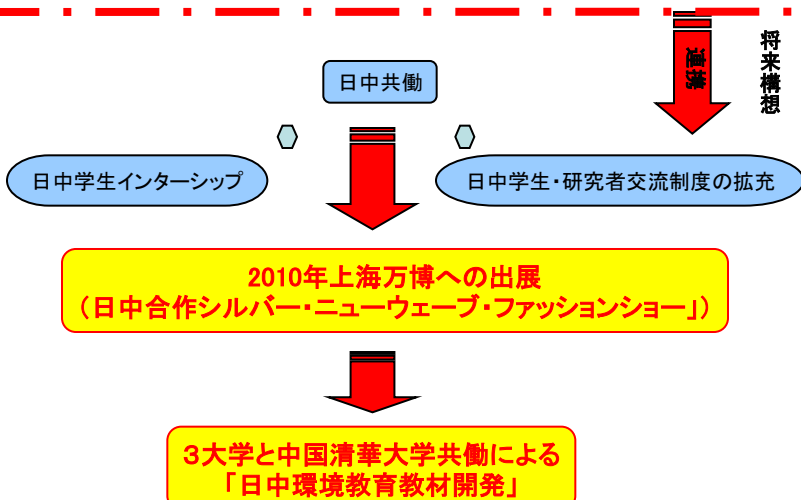 将来構想
連携
日中共働
日中学生インターシップ
日中学生・研究者交流制度の拡充
2010年上海万博への出展
（日中合作シルバー・ニューウェーブ・ファッションショー」）
３大学と中国清華大学共働による
「日中環境教育教材開発」